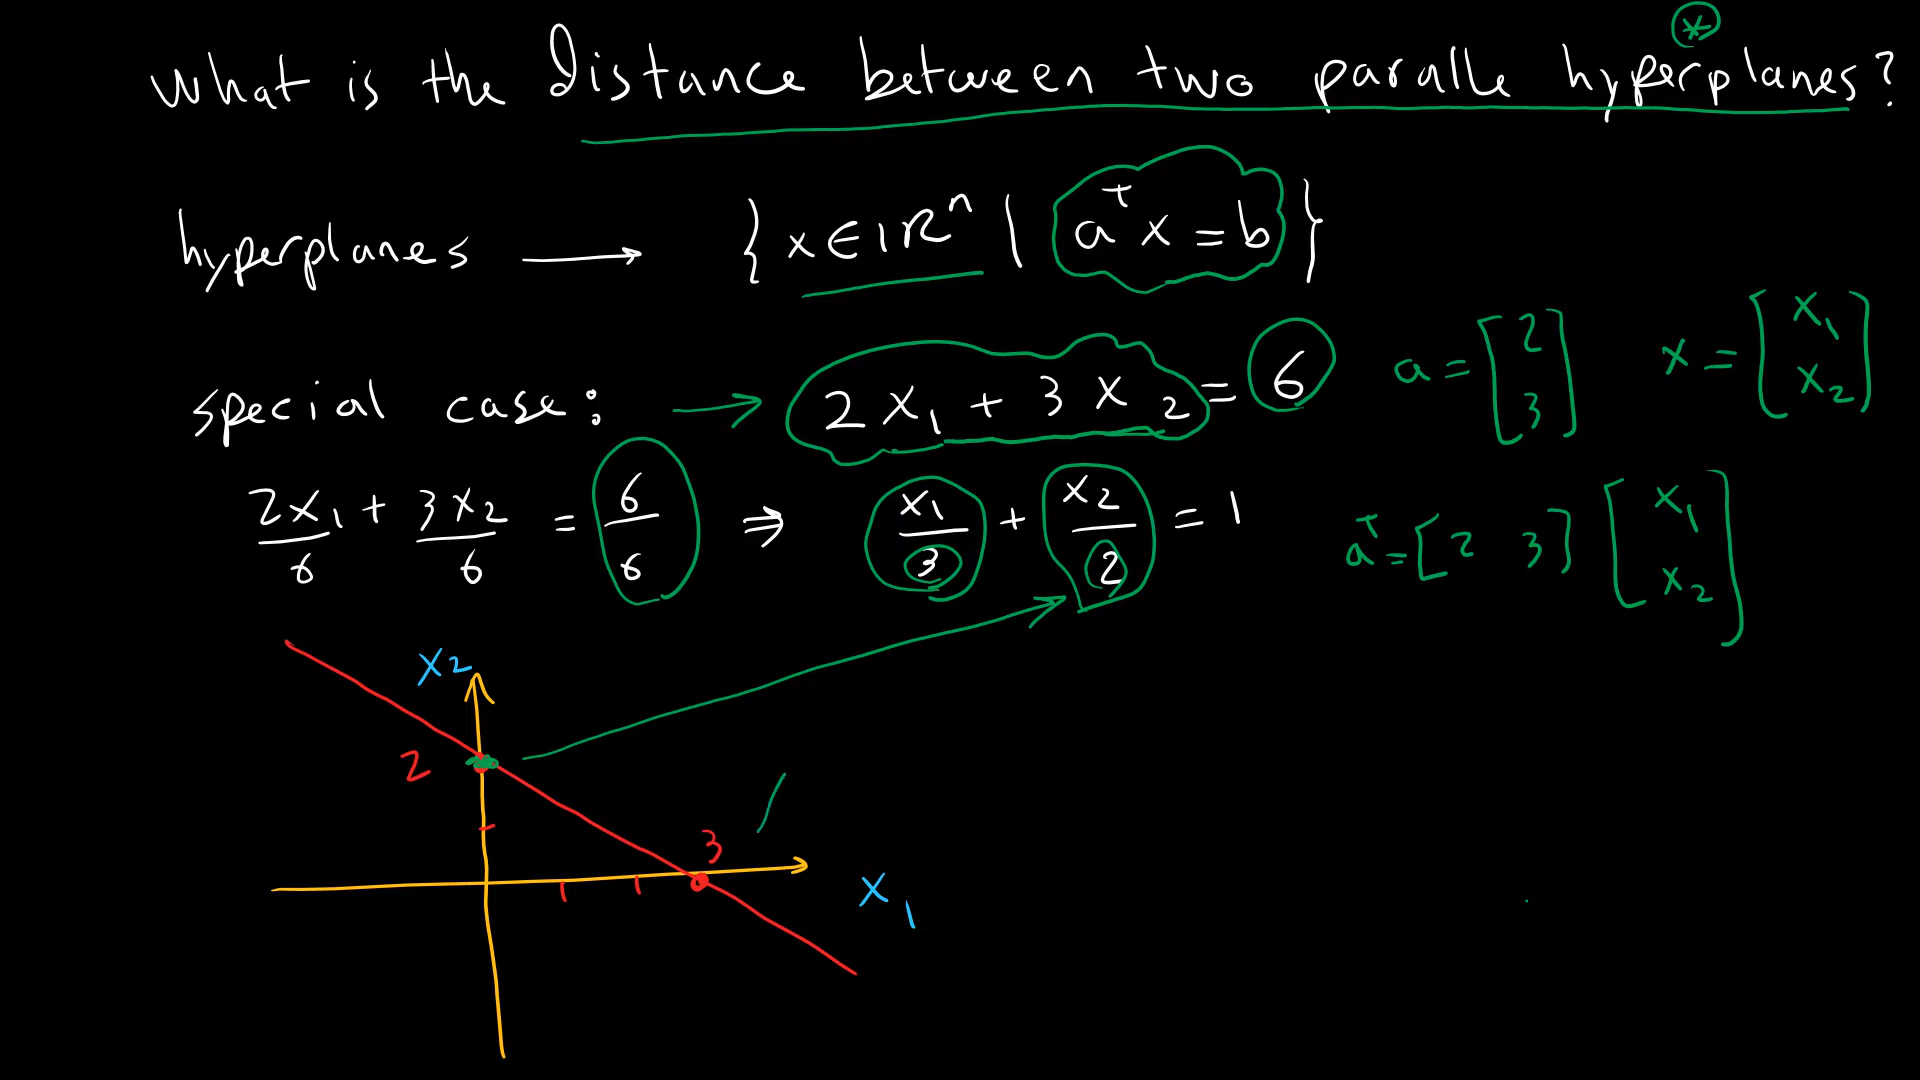 *
What is the Distance between two paralle hyperplanes?
hyperplanes → { x ∈ ℝⁿ | aᵀx = b }
special case: → 2x₁ + 3x₂ = 6 a = [2 3] x = [x₁ x₂]
2x₁/6 + 3x₂/6 = 6/6 ⇒ x₁/3 + x₂/2 = 1 aᵀ = [2 3] [x₁ x₂]
x₂
2
3
x₁